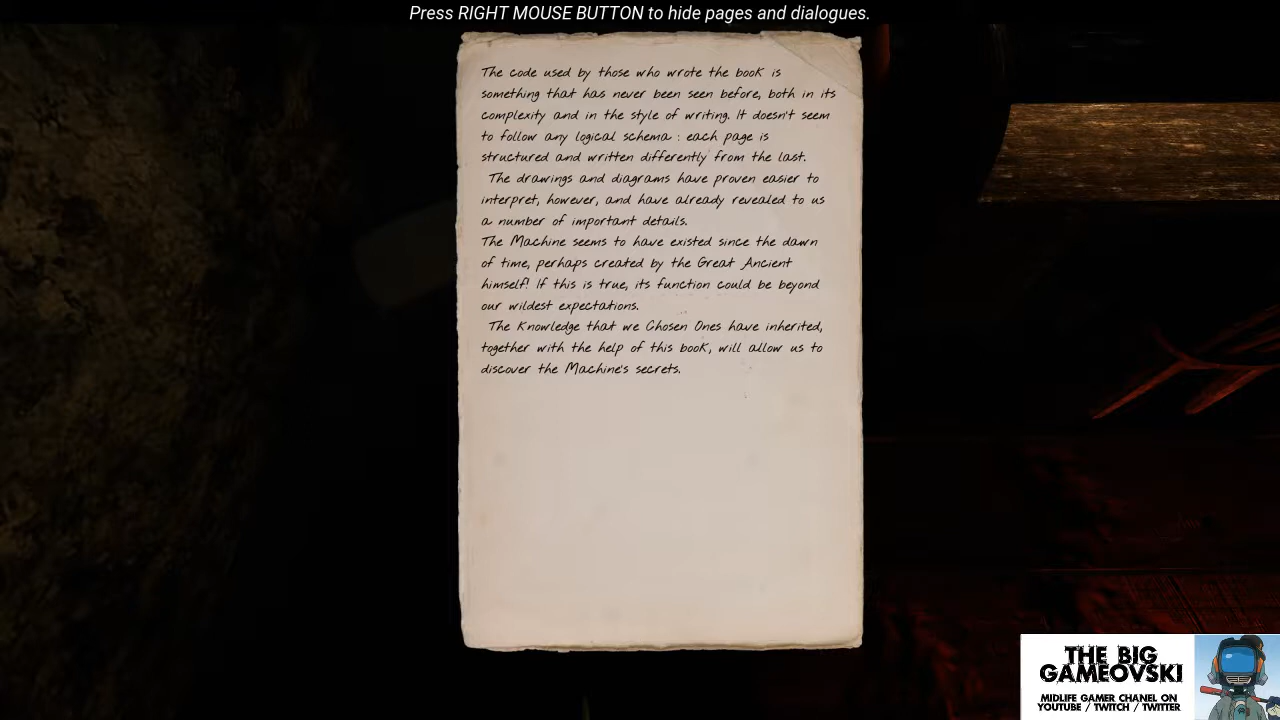 Press RIGHT MOUSE BUTTON to hide pages and dialogues.
The code used by those who wrote the book is
something that has never been seen before, both in its
complexity and in the style of writing. It doesn't seem
to follow any logical schema : each page is
structured and written differently from the last.
The drawings and diagrams have proven easier to
interpret, however, and have already revealed to us
a number of important details.
The Machine seems to have existed since the dawn
of time, perhaps created by the Great Ancient
himself! If this is true, its function could be beyond
our wildest expectations.
The Knowledge that we Chosen Ones have inherited,
together with the help of this book, will allow us to
discover the Machine's secrets.
THE BIG
GAMEOVSKI
MIDLIFE GAMER CHANEL ON
YOUTUBE / TWITCH / TWITTER